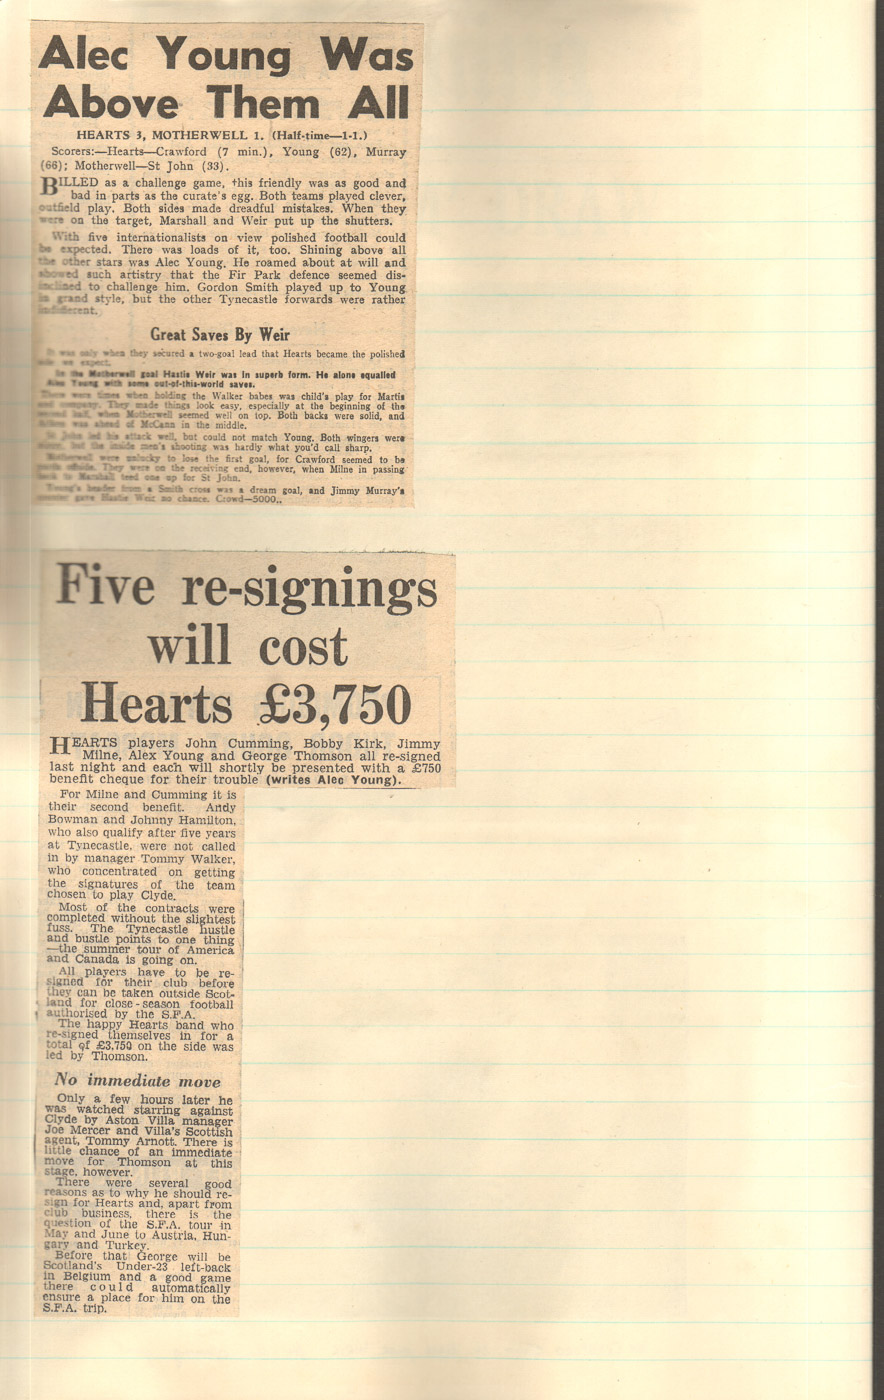 Alec Young Was
Above Them All
HEARTS 3, MOTHERWELL 1. (Half-time—1-1.)
Scorers:—Hearts—Crawford (7 min.), Young (62), Murray
(66); Motherwell—St John (33).
BILLED as a challenge game, this friendly was as good and
bad in parts as the curate's egg. Both teams played clever,
outfield play. Both sides made dreadful mistakes. When they
were on the target, Marshall and Weir put up the shutters.
With five internationalists on view polished football could
be expected. There was loads of it, too. Shining above all
the other stars was Alec Young. He roamed about at will and
showed such artistry that the Fir Park defence seemed dis-
inclined to challenge him. Gordon Smith played up to Young
in grand style, but the other Tynecastle forwards were rather
indifferent.
Great Saves By Weir
It was only when they secured a two-goal lead that Hearts became the polished
side we expect.
In the Motherwell goal Hastie Weir was in superb form. He alone equalled
Alec Young with some out-of-this-world saves.
There were times when holding the Walker babes was child's play for Martis
and company. They made things look easy, especially at the beginning of the
second half, when Motherwell seemed well on top. Both backs were solid, and
was ahead of McCann in the middle.
St John led his attack well, but could not match Young. Both wingers were
but the inside men's shooting was hardly what you'd call sharp.
Motherwell were unlucky to lose the first goal, for Crawford seemed to be
yards offside. They were on the receiving end, however, when Milne in passing
back to Marshall teed one up for St John.
Young's header from a Smith cross was a dream goal, and Jimmy Murray's
gave Hastie Weir no chance. Crowd—5000.
Five re-signings
will cost
Hearts £3,750
HEARTS players John Cumming, Bobby Kirk, Jimmy
Milne, Alex Young and George Thomson all re-signed
last night and each will shortly be presented with a £750
benefit cheque for their trouble (writes Alec Young).
For Milne and Cumming it is
their second benefit. Andy
Bowman and Johnny Hamilton,
who also qualify after five years
at Tynecastle, were not called
in by manager Tommy Walker,
who concentrated on getting
the signatures of the team
chosen to play Clyde.
Most of the contracts were
completed without the slightest
fuss. The Tynecastle hustle
and bustle points to one thing
—the summer tour of America
and Canada is going on.
All players have to be re-
signed for their club before
they can be taken outside Scot-
land for close-season football
authorised by the S.F.A.
The happy Hearts band who
re-signed themselves in for a
total of £3,750 on the side was
led by Thomson.
No immediate move
Only a few hours later he
was watched starring against
Clyde by Aston Villa manager
Joe Mercer and Villa's Scottish
agent, Tommy Arnott. There is
little chance of an immediate
move for Thomson at this
stage, however.
There were several good
reasons as to why he should re-
sign for Hearts and, apart from
club business, there is the
question of the S.F.A. tour in
May and June to Austria, Hun-
gary and Turkey.
Before that George will be
Scotland's Under-23 left-back
in Belgium and a good game
there could automatically
ensure a place for him on the
S.F.A. trip.